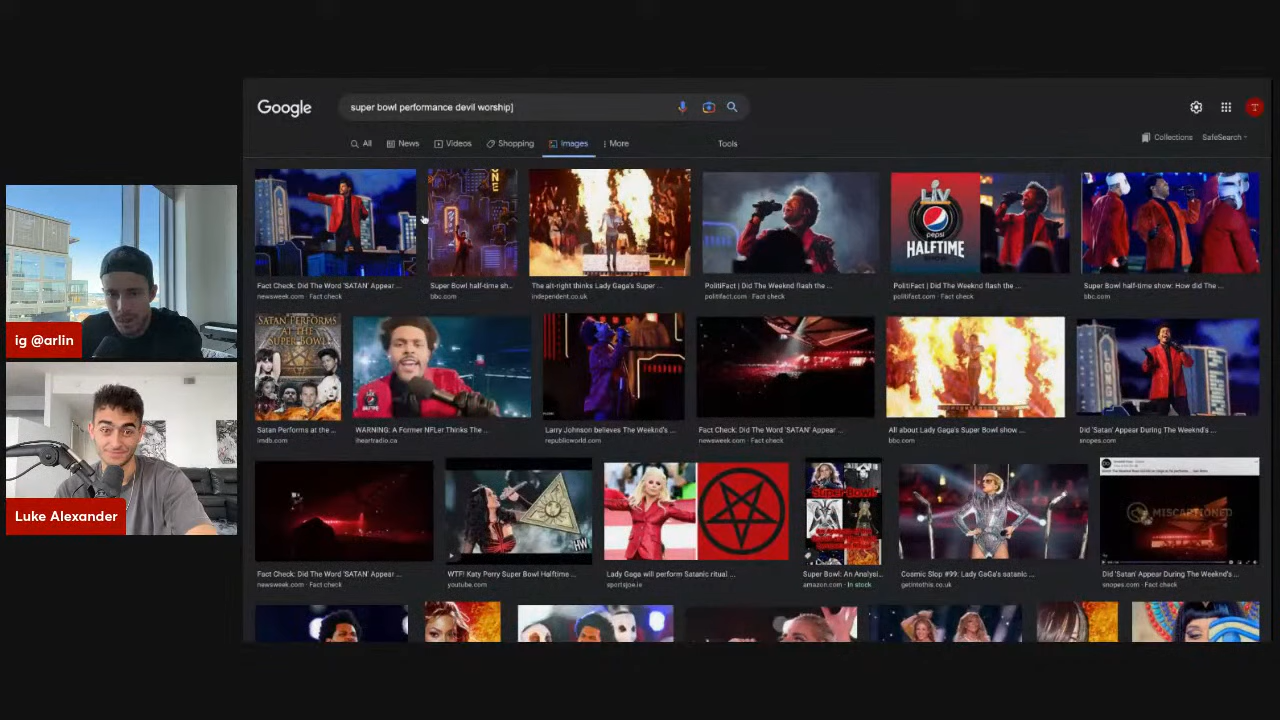 Google
super bowl performance devil worship
All
News
Videos
Shopping
Images
More
Tools
Collections
SafeSearch
T
LIV
pepsi
HALFTIME
Fact Check: Did The Word 'SATAN' Appear ...
newsweek.com · Fact check
Super Bowl half-time sh...
bbc.com
The alt-right thinks Lady Gaga's Super ...
independent.co.uk
PolitiFact | Did The Weeknd flash the ...
politifact.com · Fact check
PolitiFact | Did The Weeknd flash the ...
politifact.com · Fact check
Super Bowl half-time show: How did The ...
bbc.com
ig @arlin
SATAN PERFORMS
AT THE
SUPER BOWL
Satan Performs at the ...
imdb.com
WARNING: A Former NFLer Thinks The ...
iheartradio.ca
Larry Johnson believes The Weeknd's ...
republicworld.com
Fact Check: Did The Word 'SATAN' Appear ...
newsweek.com · Fact check
All about Lady Gaga's Super Bowl show ...
bbc.com
Did 'Satan' Appear During The Weeknd's ...
snopes.com · Fact check
Luke Alexander
HW
Super Bowl
MISCAPTIONED
Fact Check: Did The Word 'SATAN' Appear ...
newsweek.com · Fact check
WTF! Katy Perry Super Bowl Halftime ...
youtube.com
Lady Gaga will perform Satanic ritual ...
sportsjoe.ie
Super Bowl: An Analysi...
amazon.com · In stock
Cosmic Slop #99: Lady GaGa's satanic ...
getintothis.co.uk
Did 'Satan' Appear During The Weeknd's ...
snopes.com · Fact check